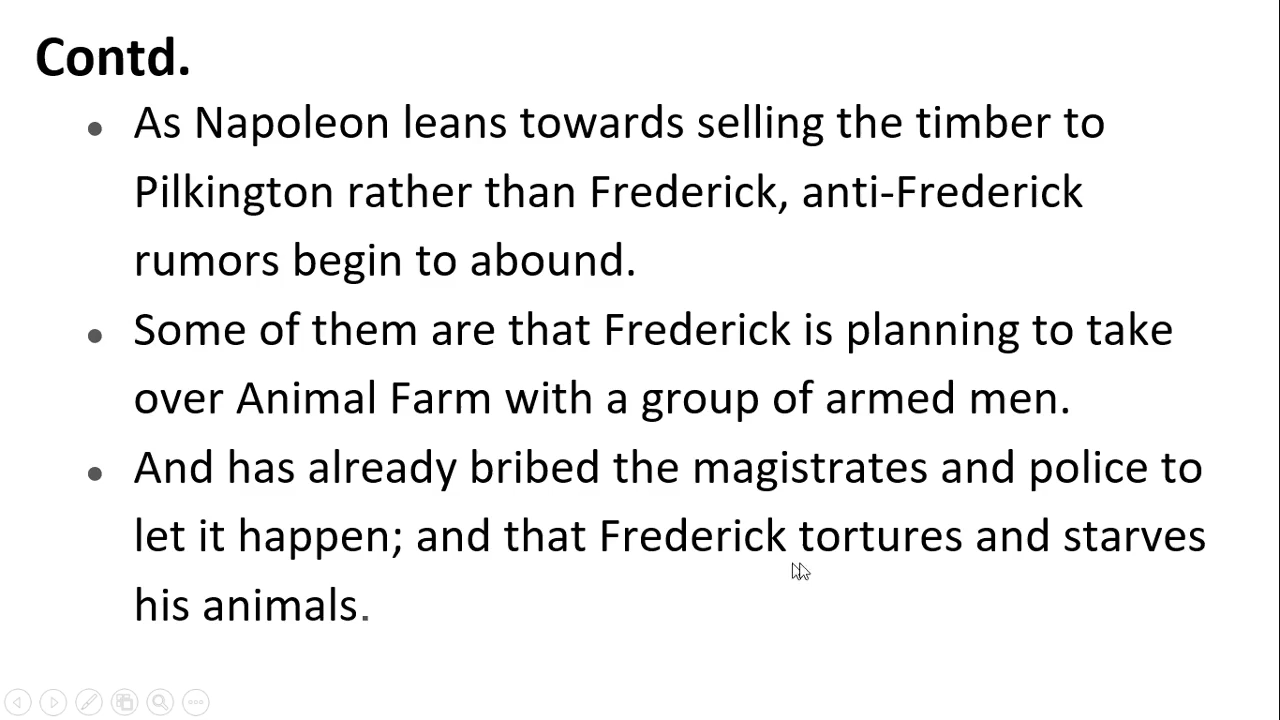 Contd.
• As Napoleon leans towards selling the timber to
Pilkington rather than Frederick, anti-Frederick
rumors begin to abound.
• Some of them are that Frederick is planning to take
over Animal Farm with a group of armed men.
• And has already bribed the magistrates and police to
let it happen; and that Frederick tortures and starves
his animals.